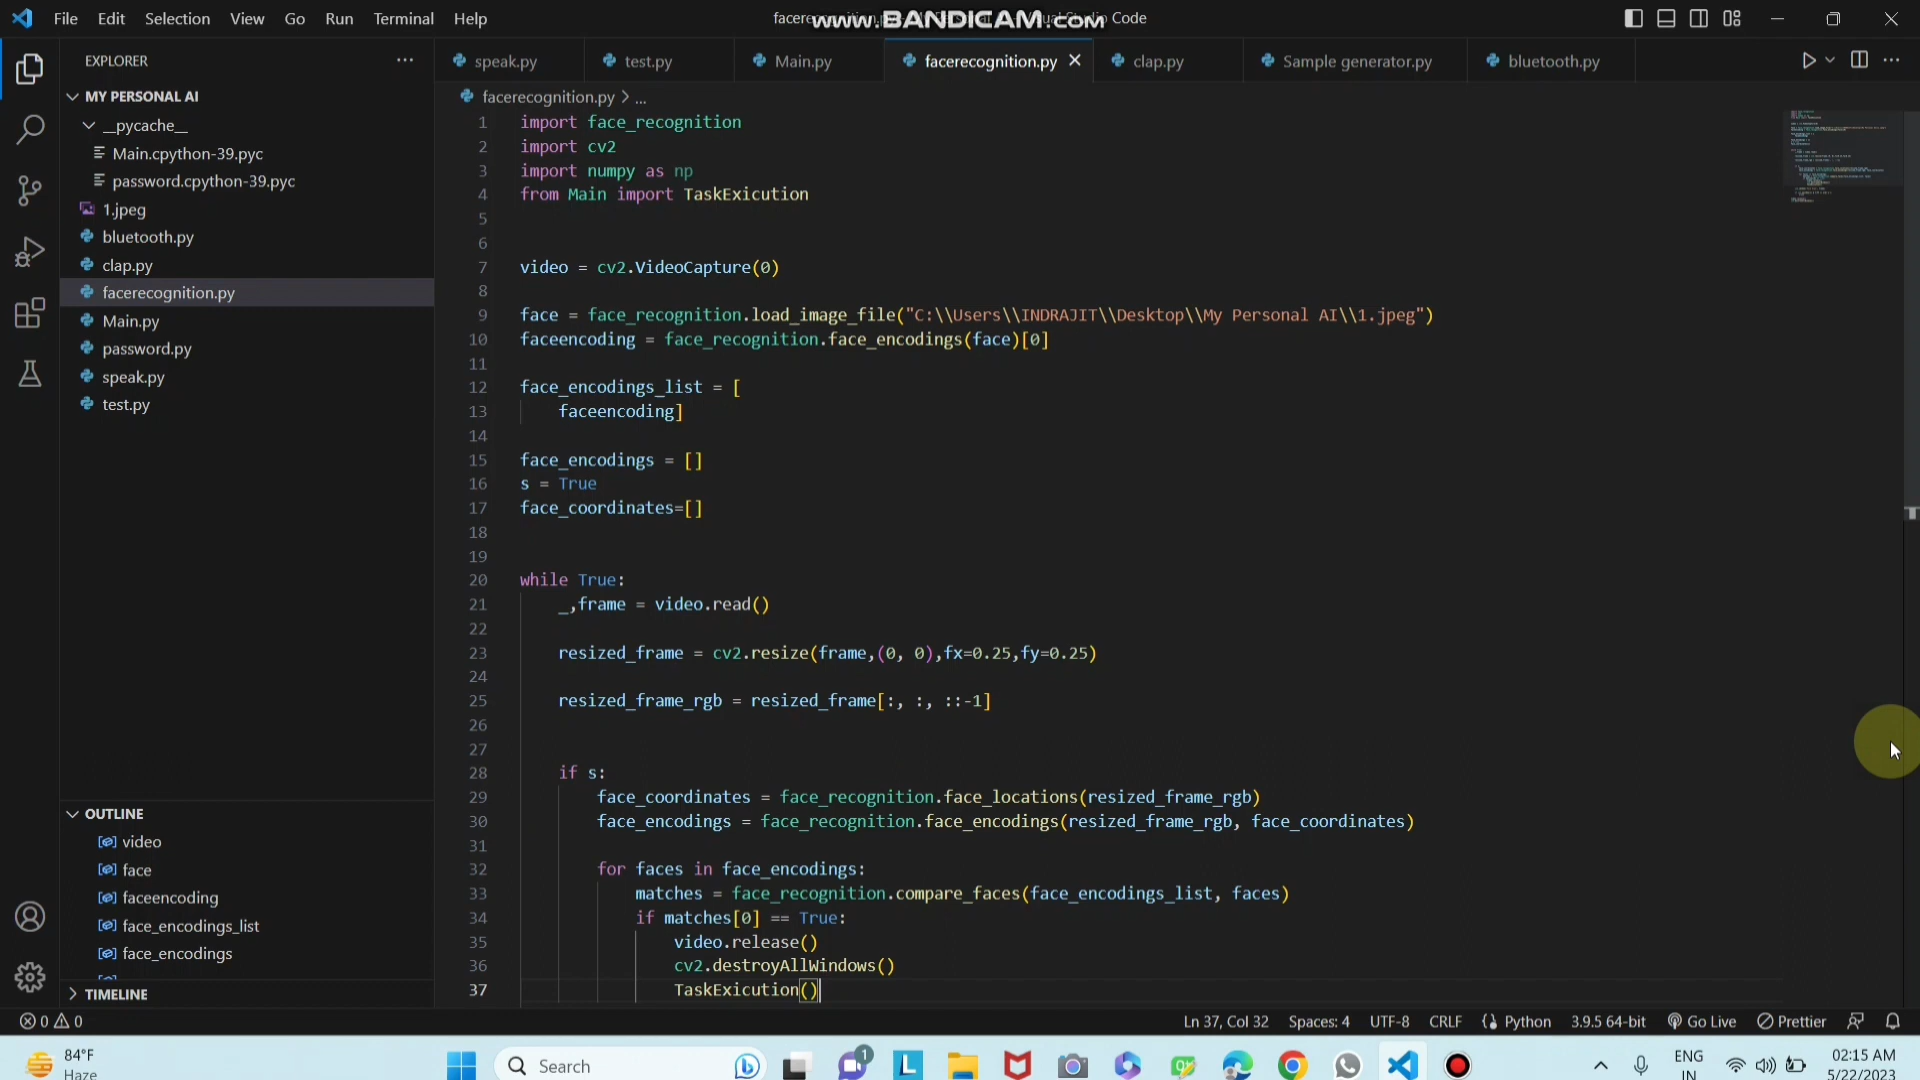 File Edit Selection View Go Run Terminal Help
www.BANDICAM.com
Code
EXPLORER
speak.py test.py Main.py facerecognition.py clap.py Sample generator.py bluetooth.py
MY PERSONAL AI
__pycache__
Main.cpython-39.pyc
password.cpython-39.pyc
1.jpeg
bluetooth.py
clap.py
facerecognition.py
Main.py
password.py
speak.py
test.py
OUTLINE
video
face
faceencoding
face_encodings_list
face_encodings
TIMELINE
facerecognition.py > ...
1 import face_recognition
2 import cv2
3 import numpy as np
4 from Main import TaskExicution
5
6
7 video = cv2.VideoCapture(0)
8
9 face = face_recognition.load_image_file("C:\\Users\\INDRAJIT\\Desktop\\My Personal AI\\1.jpeg")
10 faceencoding = face_recognition.face_encodings(face)[0]
11
12 face_encodings_list = [
13 faceencoding]
14
15 face_encodings = []
16 s = True
17 face_coordinates=[]
18
19
20 while True:
21 _,frame = video.read()
22
23 resized_frame = cv2.resize(frame,(0, 0),fx=0.25,fy=0.25)
24
25 resized_frame_rgb = resized_frame[:, :, ::-1]
26
27
28 if s:
29 face_coordinates = face_recognition.face_locations(resized_frame_rgb)
30 face_encodings = face_recognition.face_encodings(resized_frame_rgb, face_coordinates)
31
32 for faces in face_encodings:
33 matches = face_recognition.compare_faces(face_encodings_list, faces)
34 if matches[0] == True:
35 video.release()
36 cv2.destroyAllWindows()
37 TaskExicution()
0 0
Ln 37, Col 32 Spaces: 4 UTF-8 CRLF Python 3.9.5 64-bit Go Live Prettier
84°F
Haze
Search
1
ENG
IN
02:15 AM
5/22/2023